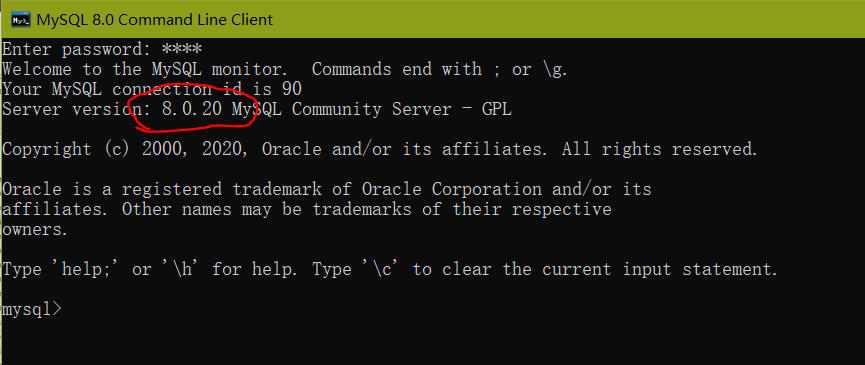 MySQL 8.0 Command Line Client
Enter password: ****
Welcome to the MySQL monitor.  Commands end with ; or \g.
Your MySQL connection id is 90
Server version: 8.0.20 MySQL Community Server - GPL
Copyright (c) 2000, 2020, Oracle and/or its affiliates. All rights reserved.
Oracle is a registered trademark of Oracle Corporation and/or its
affiliates. Other names may be trademarks of their respective
owners.
Type 'help;' or '\h' for help. Type '\c' to clear the current input statement.
mysql>